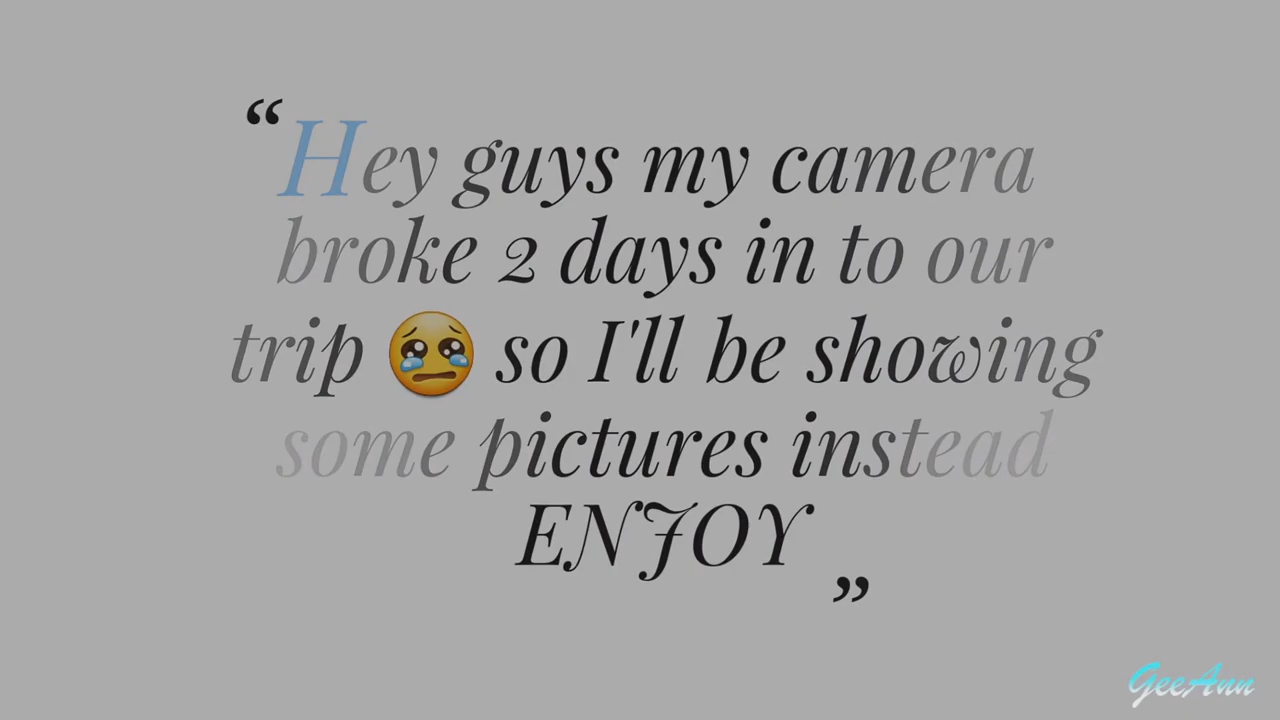 “Hey guys my camera
broke 2 days in to our
trip 🥹 so I'll be showing
some pictures instead
ENJOY ”
GeeAnn